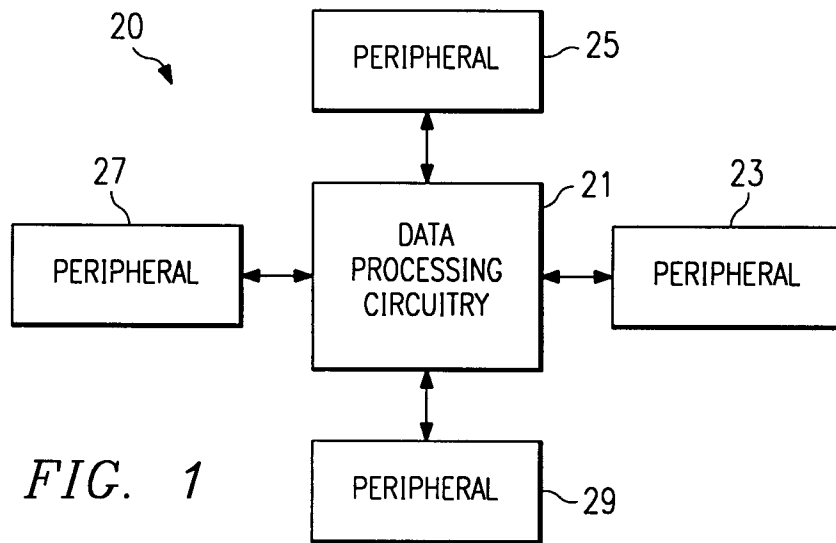 20
PERIPHERAL
25
27
PERIPHERAL
DATA
PROCESSING
CIRCUITRY
21
23
PERIPHERAL
PERIPHERAL
29
FIG. 1